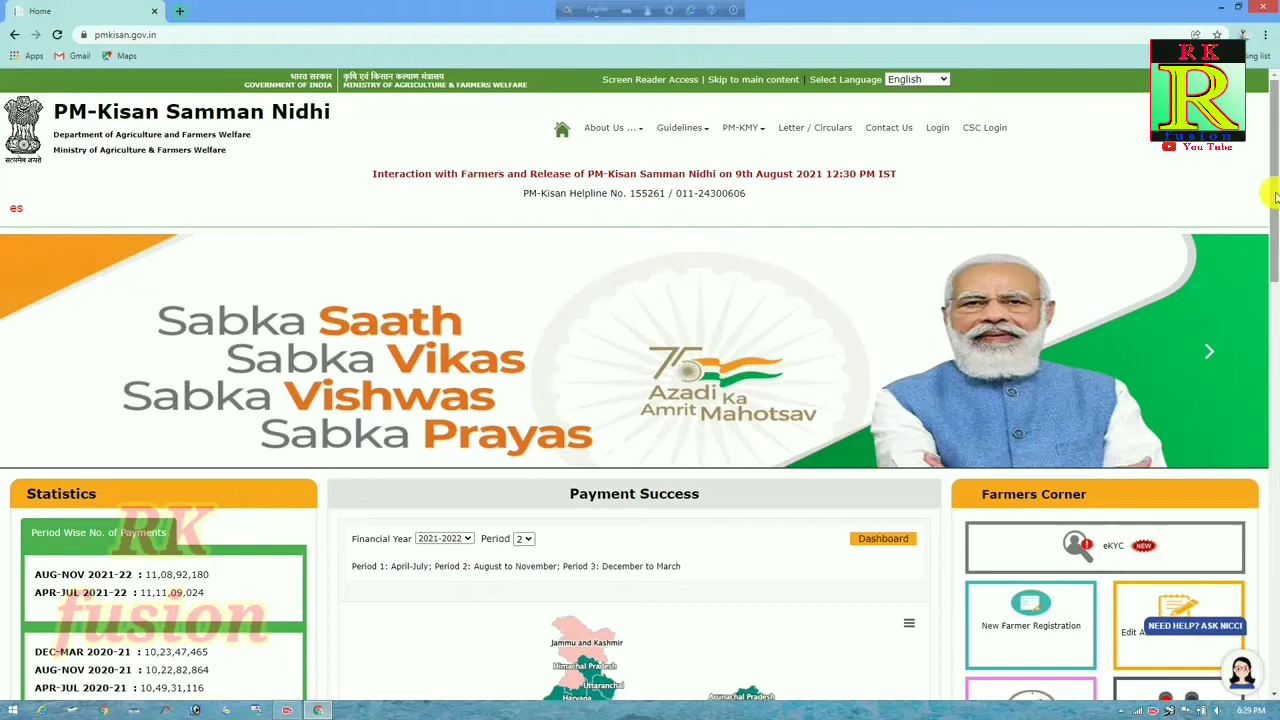 Home
English
pmkisan.gov.in
Apps Gmail Maps
भारत सरकार
GOVERNMENT OF INDIA
कृषि एवं किसान कल्याण मंत्रालय
MINISTRY OF AGRICULTURE & FARMERS WELFARE
Screen Reader Access | Skip to main content | Select Language English
R K
R
fusion
You Tube
PM-Kisan Samman Nidhi
Department of Agriculture and Farmers Welfare
Ministry of Agriculture & Farmers Welfare
सत्यमेव जयते
About Us ... Guidelines PM-KMY Letter / Circulars Contact Us Login CSC Login
Interaction with Farmers and Release of PM-Kisan Samman Nidhi on 9th August 2021 12:30 PM IST
PM-Kisan Helpline No. 155261 / 011-24300606
es
Sabka Saath
Sabka Vikas
Sabka Vishwas
Sabka Prayas
75
Azadi Ka
Amrit Mahotsav
Statistics
Period Wise No. of Payments
AUG-NOV 2021-22 : 11,08,92,180
APR-JUL 2021-22 : 11,11,09,024
DEC-MAR 2020-21 : 10,23,47,465
AUG-NOV 2020-21 : 10,22,82,864
APR-JUL 2020-21 : 10,49,31,116
RK
fusion
Payment Success
Financial Year 2021-2022 Period 2 Dashboard
Period 1: April-July; Period 2: August to November; Period 3: December to March
Jammu and Kashmir
Himachal Pradesh
Uttaranchal
Haryana
Arunachal Pradesh
Farmers Corner
eKYC NEW
New Farmer Registration
NEED HELP? ASK NICCI
6:29 PM